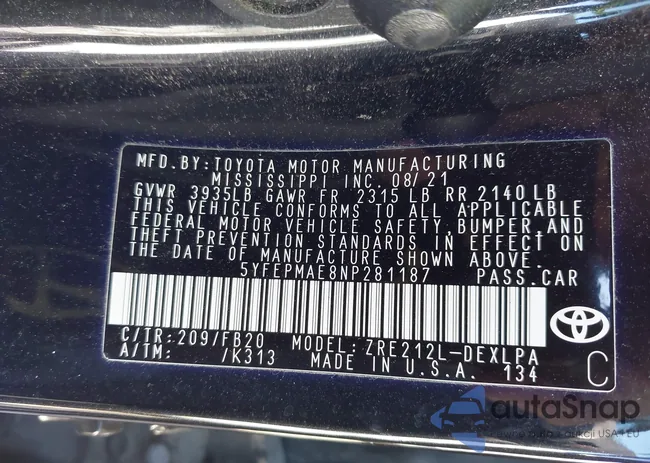 MFD.BY:TOYOTA MOTOR MANUFACTURING
MISSISSIPPI INC. 08/21
GVWR 3935LB GAWR FR 2315 LB RR 2140 LB
THIS VEHICLE CONFORMS TO ALL APPLICABLE
FEDERAL MOTOR VEHICLE SAFETY, BUMPER, AND
THEFT PREVENTION STANDARDS IN EFFECT ON
THE DATE OF MANUFACTURE SHOWN ABOVE.
5YFEPMAE8NP281187 PASS.CAR
C/TR:209/FB20 MODEL: ZRE212L-DEXLPA
A/TM: /K313 MADE IN U.S.A. 134
C
autoSnap
aukcji USA i EU